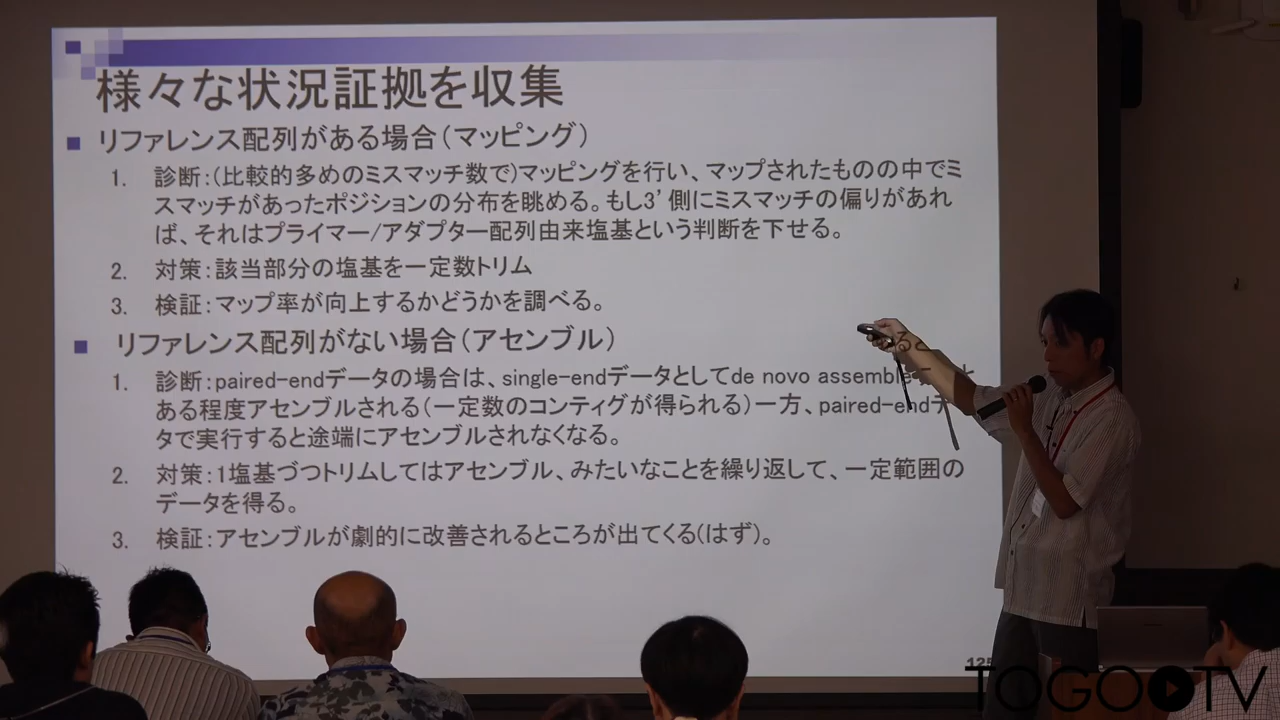 様々な状況証拠を収集
■ リファレンス配列がある場合(マッピング)
1. 診断:(比較的多めのミスマッチ数で)マッピングを行い、マップされたものの中でミ
スマッチがあったポジションの分布を眺める。もし3’側にミスマッチの偏りがあれ
ば、それはプライマー/アダプター配列由来塩基という判断を下せる。
2. 対策:該当部分の塩基を一定数トリム
3. 検証:マップ率が向上するかどうかを調べる。
■ リファレンス配列がない場合(アセンブル)
1. 診断:paired-endデータの場合は、single-endデータとしてde novo assemble
ある程度アセンブルされる(一定数のコンティグが得られる)一方、paired-endデ
タで実行すると途端にアセンブルされなくなる。
2. 対策:1塩基づつトリムしてはアセンブル、みたいなことを繰り返して、一定範囲の
データを得る。
3. 検証:アセンブルが劇的に改善されるところが出てくる(はず)。
TOGO TV